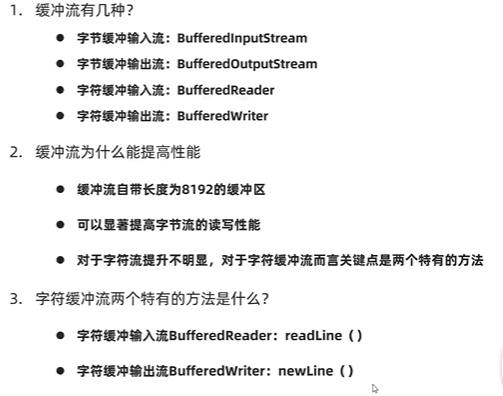 1. 缓冲流有几种？
● 字节缓冲输入流：BufferedInputStream
● 字节缓冲输出流：BufferedOutputStream
● 字符缓冲输入流：BufferedReader
● 字符缓冲输出流：BufferedWriter
2. 缓冲流为什么能提高性能
● 缓冲流自带长度为8192的缓冲区
● 可以显著提高字节流的读写性能
● 对于字符流提升不明显，对于字符缓冲流而言关键点是两个特有的方法
3. 字符缓冲流两个特有的方法是什么？
● 字符缓冲输入流BufferedReader：readLine（）
● 字符缓冲输出流BufferedWriter：newLine（）